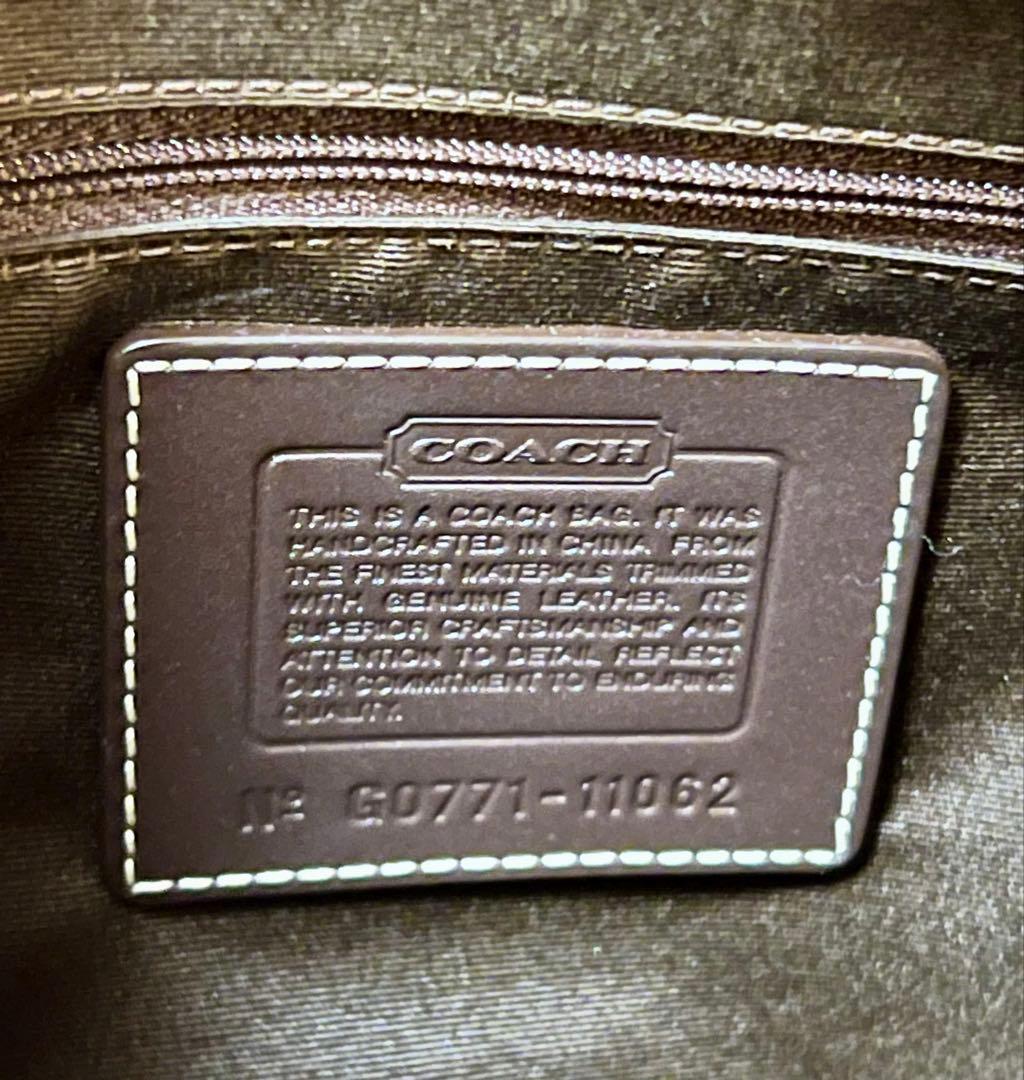 COACH
THIS IS A COACH BAG. IT WAS
HANDCRAFTED IN CHINA FROM
THE FINEST MATERIALS TRIMMED
WITH GENUINE LEATHER. ITS
SUPERIOR CRAFTSMANSHIP AND
ATTENTION TO DETAIL REFLECT
OUR COMMITMENT TO ENDURING
QUALITY.
Nº G0771-11062